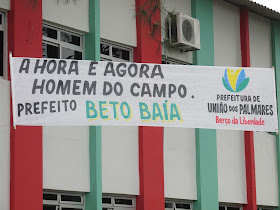 A HORA É AGORA
HOMEM DO CAMPO.
PREFEITO BETO BAÍA
PREFEITURA DE
UNIÃO DOS PALMARES
Berço da Liberdade